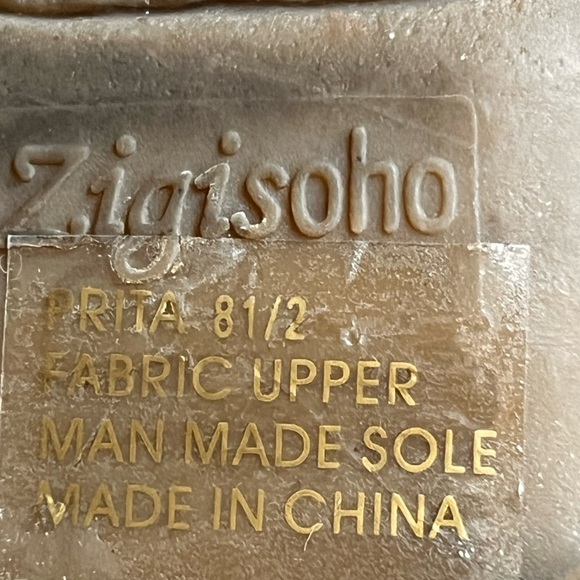 Zigisoho
PRITA 81/2
FABRIC UPPER
MAN MADE SOLE
MADE IN CHINA